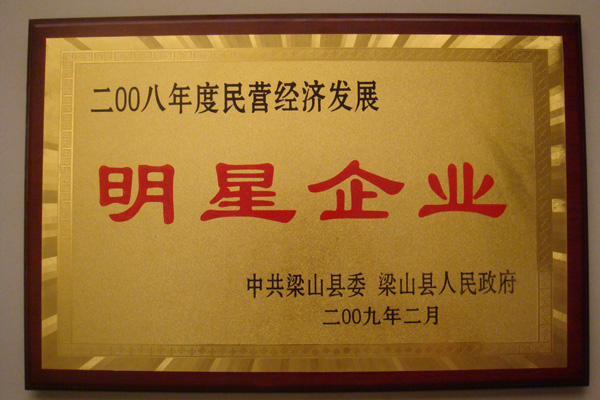 二00八年度民营经济发展
明星企业
中共梁山县委 梁山县人民政府
二00九年二月